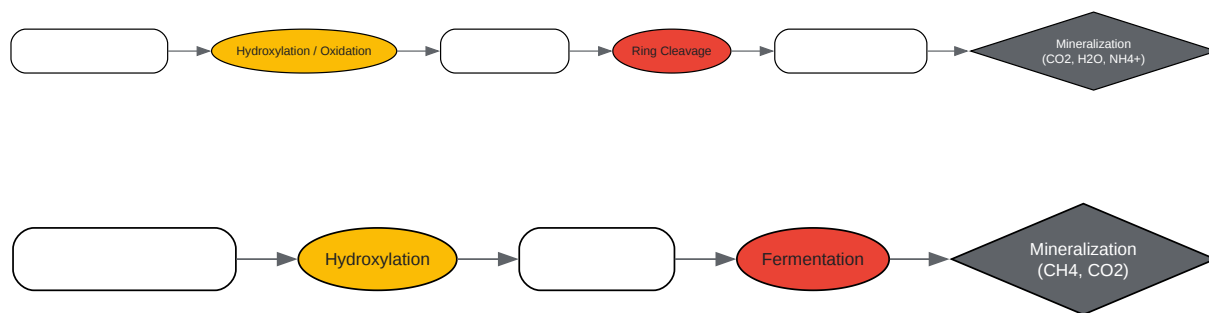 Hydroxylation / Oxidation
Ring Cleavage
Mineralization
(CO2, H2O, NH4+)
Hydroxylation
Fermentation
Mineralization
(CH4, CO2)